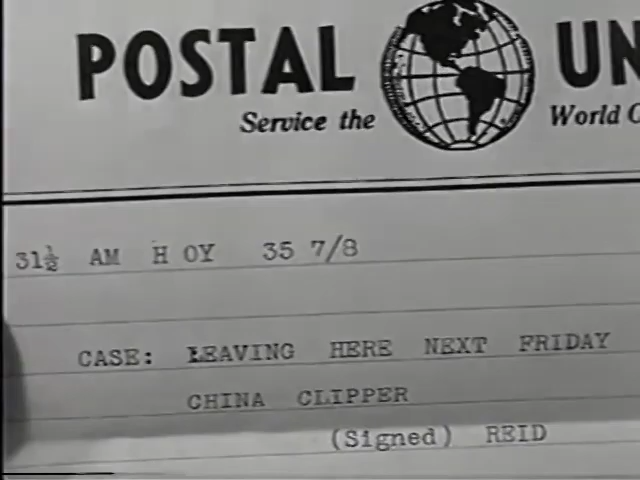 POSTAL UN
Service the World C
31½ AM H OY 35 7/8
CASE: LEAVING HERE NEXT FRIDAY
CHINA CLIPPER
(Signed) REID